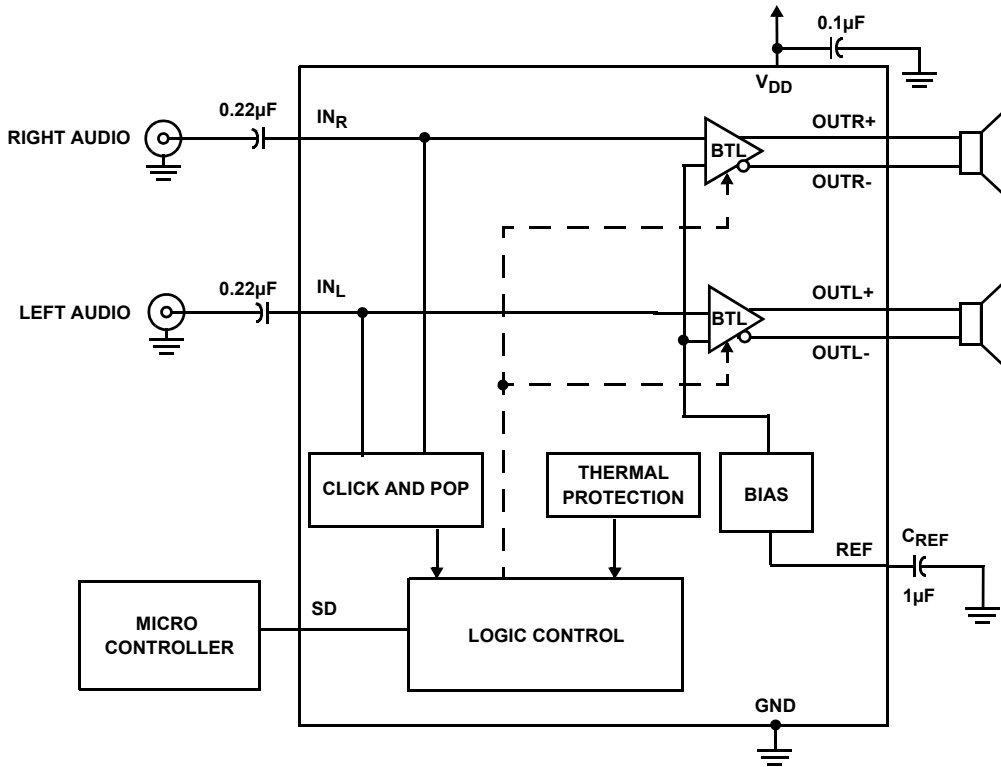 0.1µF
VDD
0.22µF
INR
RIGHT AUDIO
OUTR+
BTL
OUTR-
0.22µF
INL
LEFT AUDIO
OUTL+
BTL
OUTL-
CLICK AND POP
THERMAL
PROTECTION
BIAS
REF
CREF
1µF
MICRO
CONTROLLER
SD
LOGIC CONTROL
GND